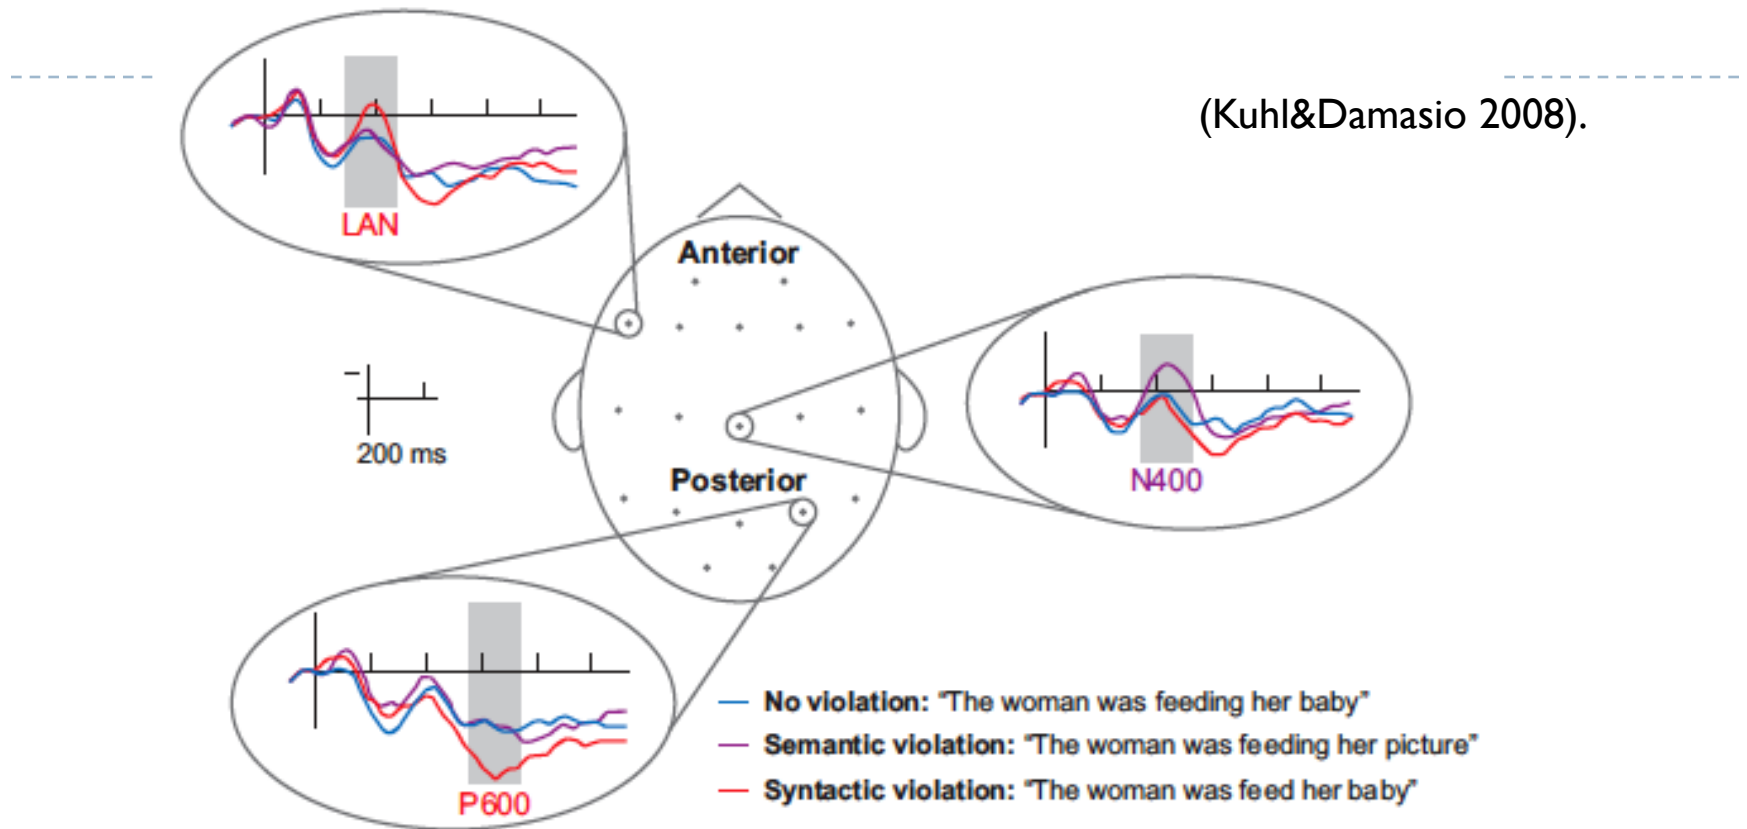 (Kuhl&Damasio 2008).
LAN
Anterior
–
200 ms
N400
Posterior
P600
No violation: “The woman was feeding her baby”
Semantic violation: “The woman was feeding her picture”
Syntactic violation: “The woman was feed her baby”